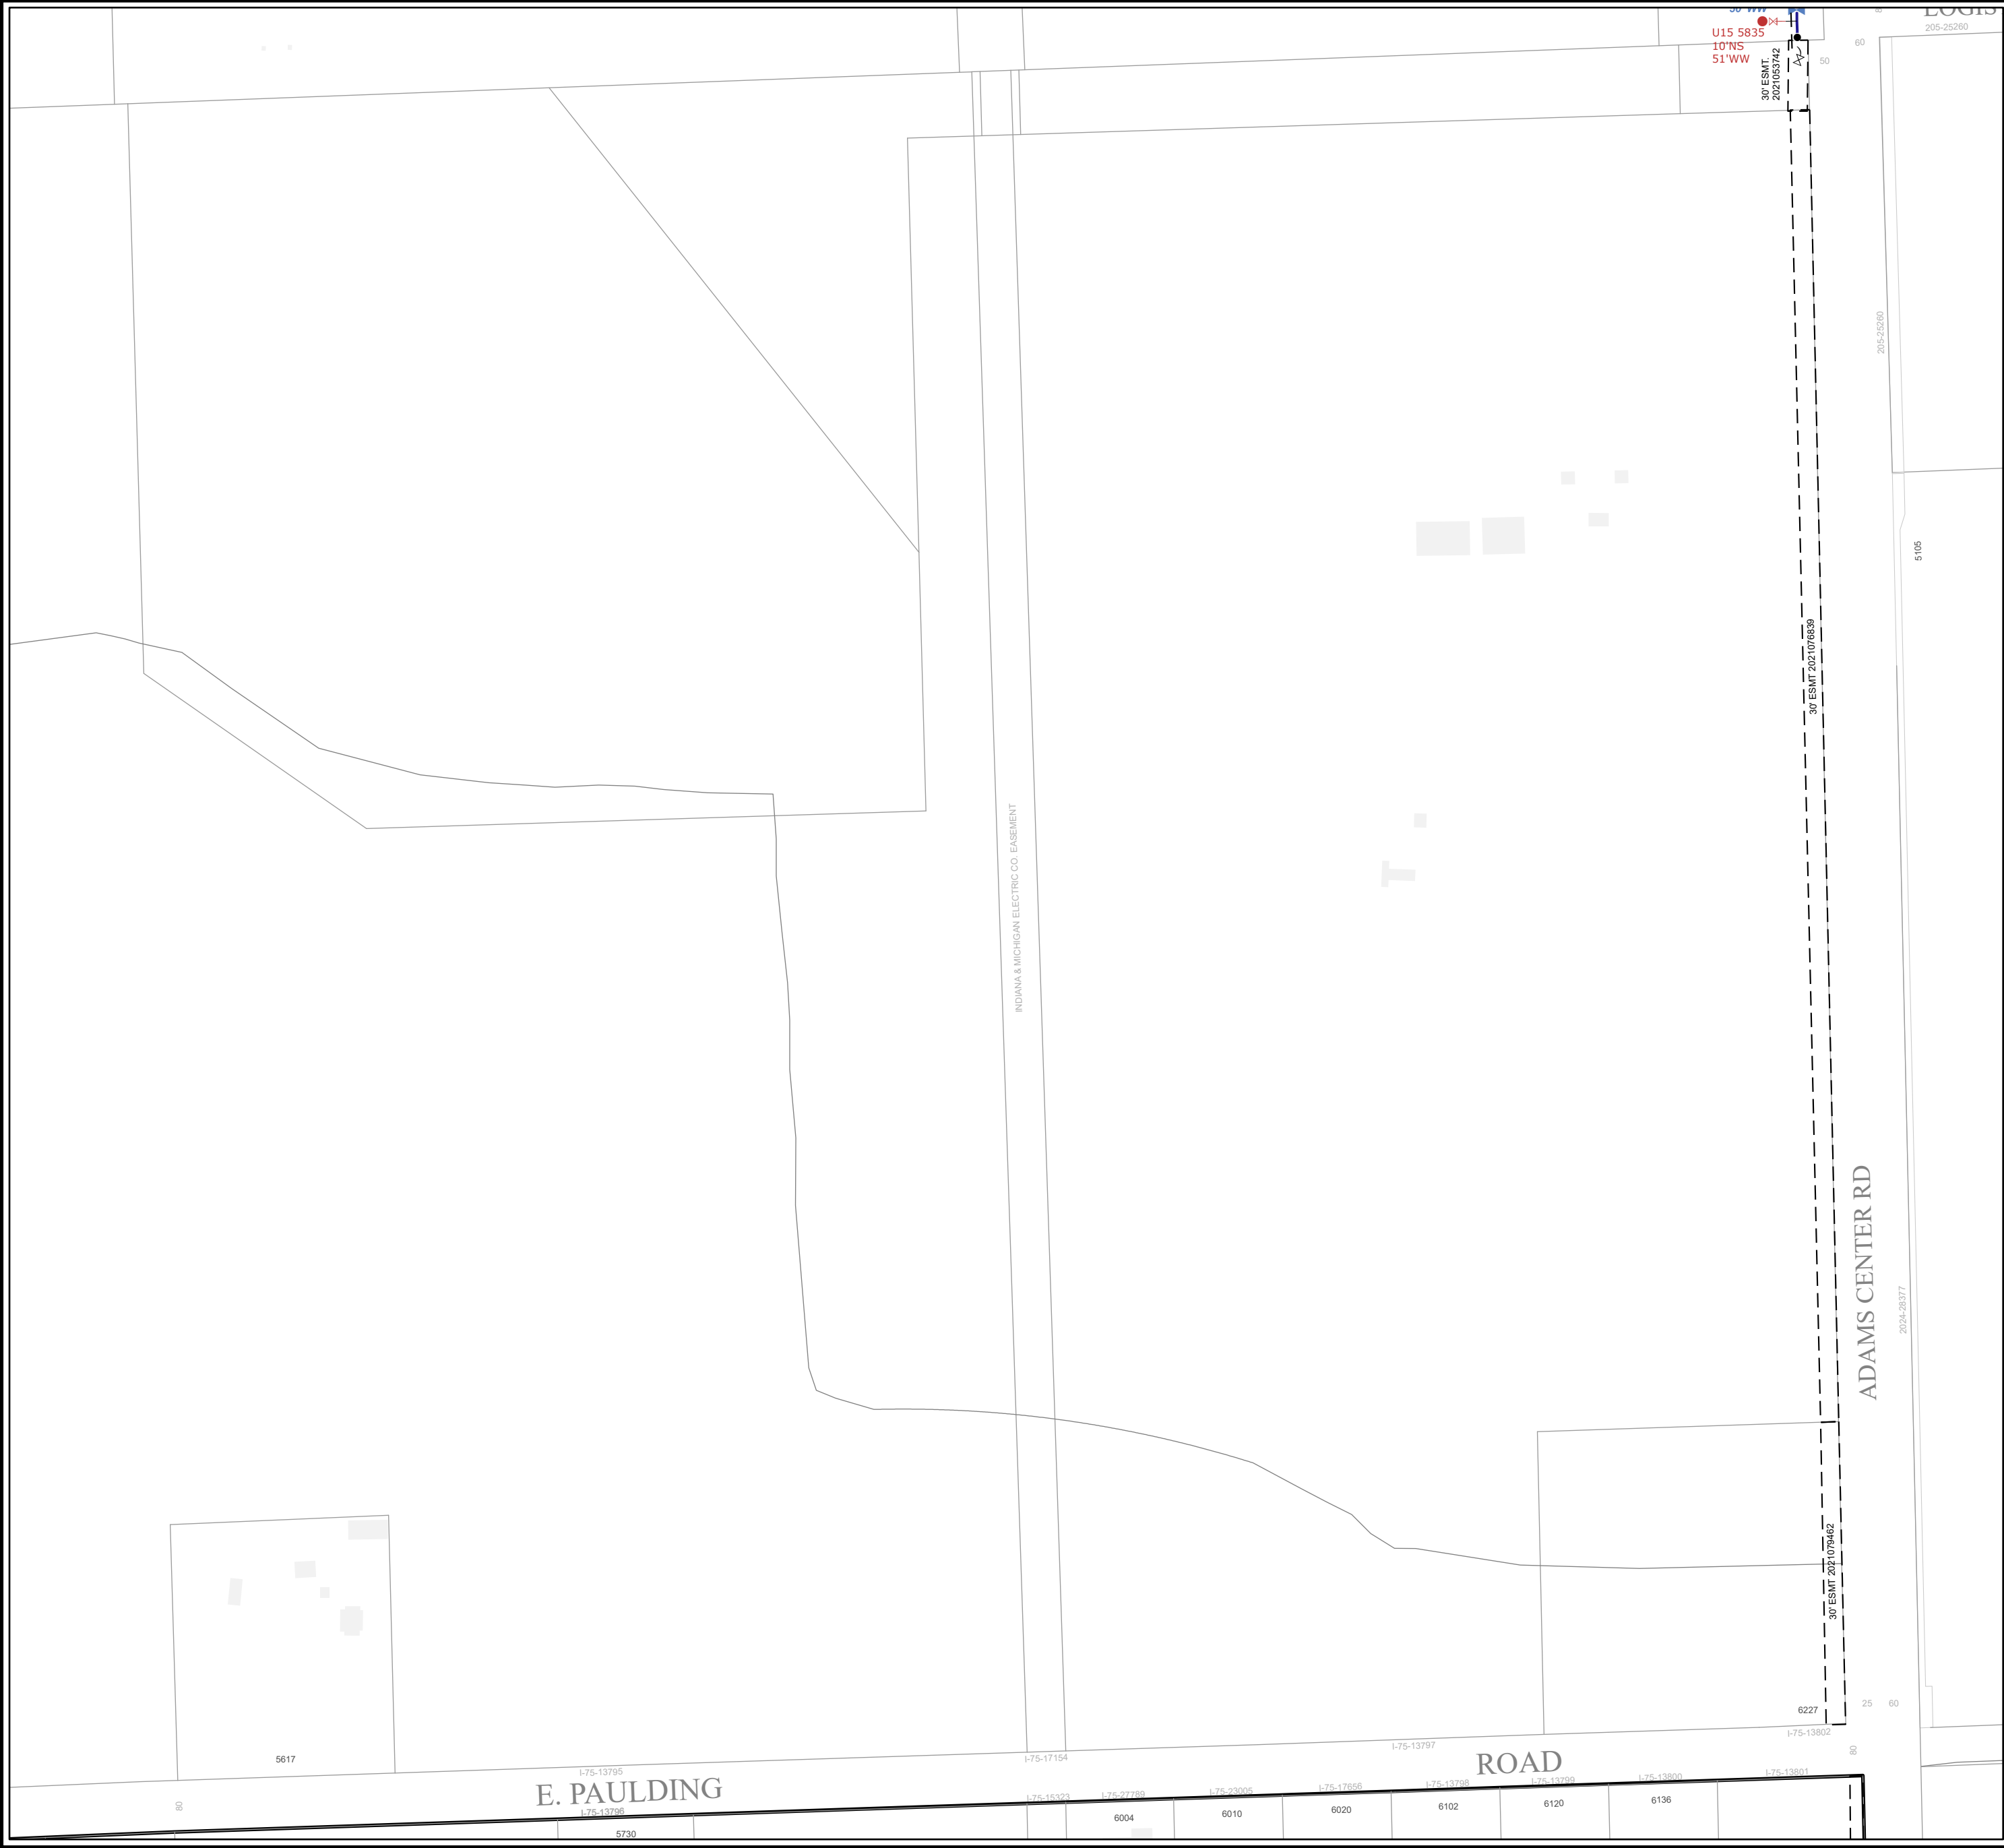 50' WW
LOGIS
205-25260
U15 5835
10'NS
51'WW
60
50
30' ESMT.
2021053742
205-25260
5105
30' ESMT 2021076839
INDIANA & MICHIGAN ELECTRIC CO. EASEMENT
ADAMS CENTER RD
2024-28377
30' ESMT 2021079462
6227
25
60
I-75-13802
80
5617
I-75-13795
I-75-17154
I-75-13797
E. PAULDING
ROAD
80
I-75-13796
I-75-15323
I-75-27789
I-75-23005
I-75-17656
I-75-13798
I-75-13799
I-75-13800
I-75-13801
5730
6004
6010
6020
6102
6120
6136